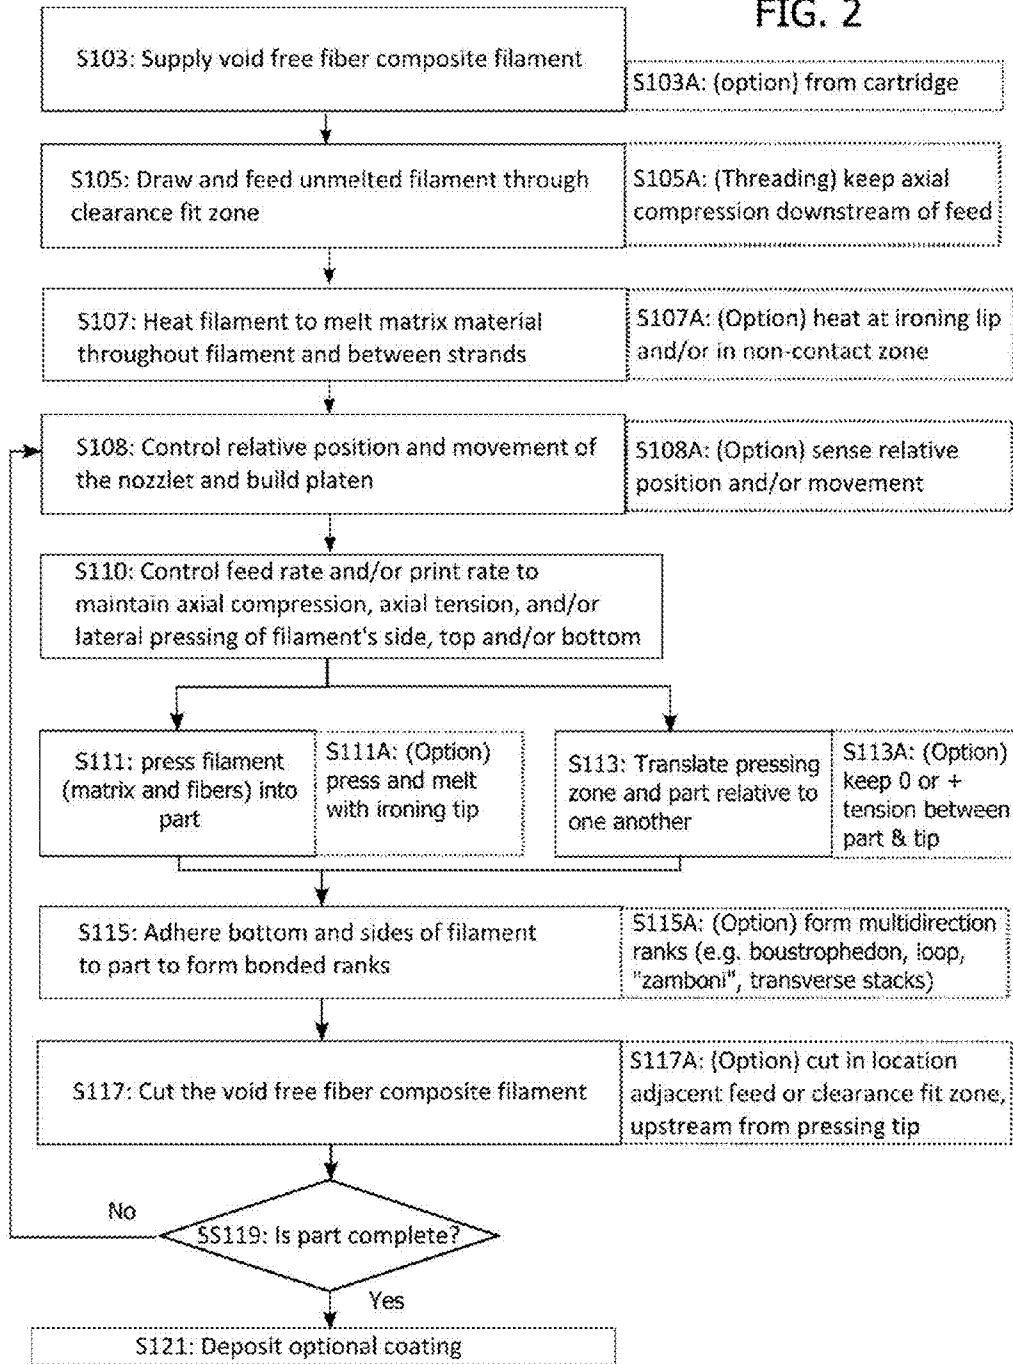 FIG. 2
S103: Supply void free fiber composite filament
S103A: (option) from cartridge
S105: Draw and feed unmelted filament through
clearance fit zone
S105A: (Threading) keep axial
compression downstream of feed
S107: Heat filament to melt matrix material
throughout filament and between strands
S107A: (Option) heat at ironing lip
and/or in non-contact zone
S108: Control relative position and movement of
the nozzlet and build platen
S108A: (Option) sense relative
position and/or movement
S110: Control feed rate and/or print rate to
maintain axial compression, axial tension, and/or
lateral pressing of filament's side, top and/or bottom
S111: press filament
(matrix and fibers) into
part
S111A: (Option)
press and melt
with ironing tip
S113: Translate pressing
zone and part relative to
one another
S113A: (Option)
keep 0 or +
tension between
part & tip
S115: Adhere bottom and sides of filament
to part to form bonded ranks
S115A: (Option) form multidirection
ranks (e.g. boustrophedon, loop,
"zamboni", transverse stacks)
S117: Cut the void free fiber composite filament
S117A: (Option) cut in location
adjacent feed or clearance fit zone,
upstream from pressing tip
SS119: Is part complete?
No
Yes
S121: Deposit optional coating